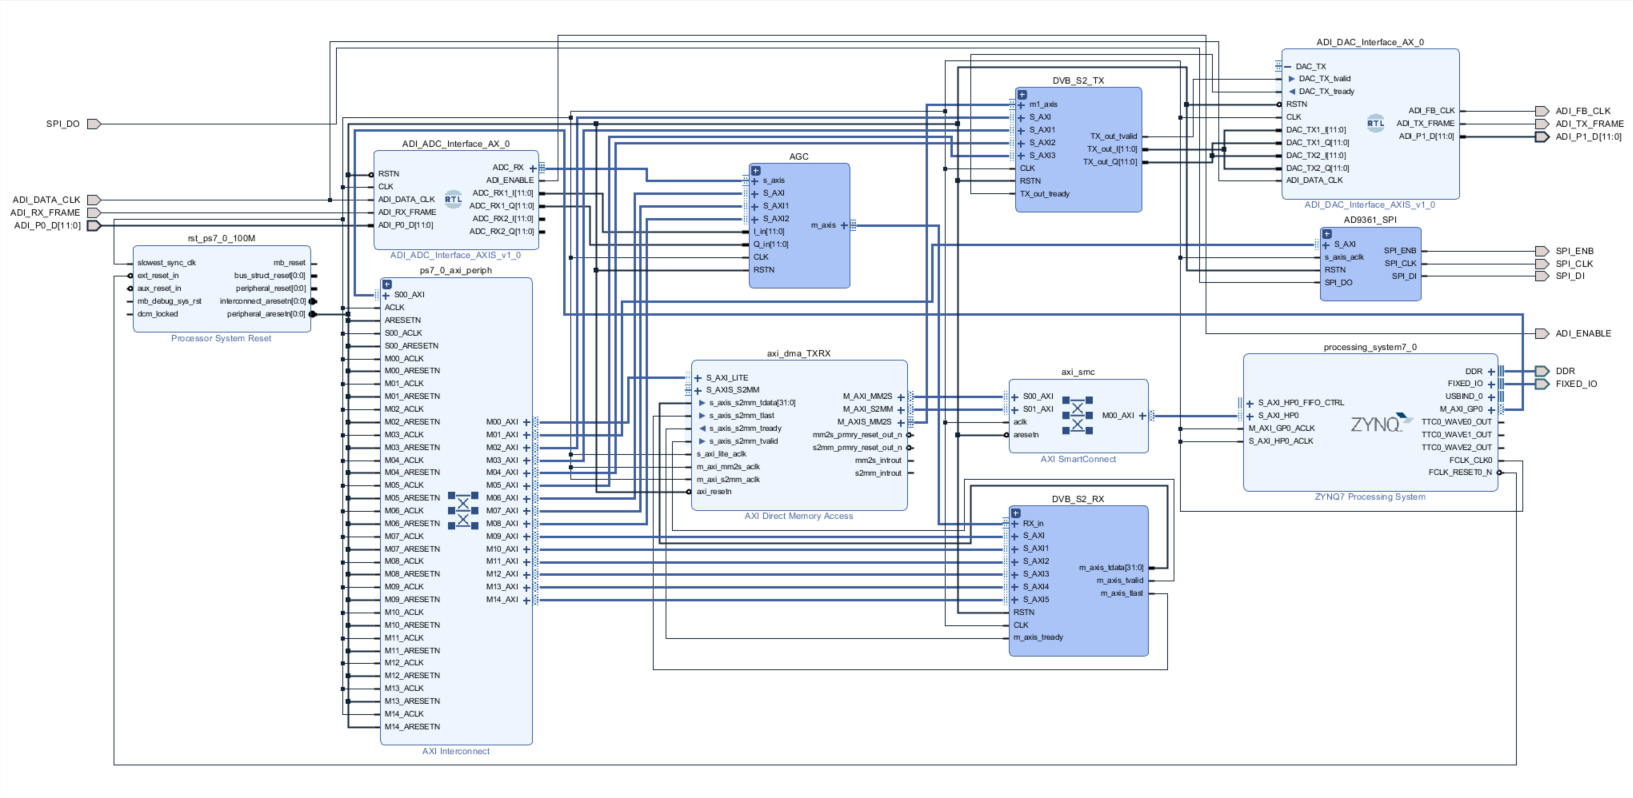 SPI_DO
ADI_DATA_CLK
ADI_RX_FRAME
ADI_P0_D[11:0]
rst_ps7_0_100M
slowest_sync_clk
ext_reset_in
aux_reset_in
mb_debug_sys_rst
dcm_locked
mb_reset
bus_struct_reset[0:0]
peripheral_reset[0:0]
interconnect_aresetn[0:0]
peripheral_aresetn[0:0]
Processor System Reset
ADI_ADC_Interface_AX_0
RSTN
CLK
ADI_DATA_CLK
ADI_RX_FRAME
ADI_P0_D[11:0]
RTL
ADC_RX
ADI_ENABLE
ADC_RX1_I[11:0]
ADC_RX1_Q[11:0]
ADC_RX2_I[11:0]
ADC_RX2_Q[11:0]
ADI_ADC_Interface_AXIS_v1_0
ps7_0_axi_periph
S00_AXI
ACLK
ARESETN
S00_ACLK
S00_ARESETN
M00_ACLK
M00_ARESETN
M01_ACLK
M01_ARESETN
M02_ACLK
M02_ARESETN
M03_ACLK
M03_ARESETN
M04_ACLK
M04_ARESETN
M05_ACLK
M05_ARESETN
M06_ACLK
M06_ARESETN
M07_ACLK
M07_ARESETN
M08_ACLK
M08_ARESETN
M09_ACLK
M09_ARESETN
M10_ACLK
M10_ARESETN
M11_ACLK
M11_ARESETN
M12_ACLK
M12_ARESETN
M13_ACLK
M13_ARESETN
M14_ACLK
M14_ARESETN
M00_AXI
M01_AXI
M02_AXI
M03_AXI
M04_AXI
M05_AXI
M06_AXI
M07_AXI
M08_AXI
M09_AXI
M10_AXI
M11_AXI
M12_AXI
M13_AXI
M14_AXI
AXI Interconnect
AGC
s_axis
S_AXI
S_AXI1
S_AXI2
I_in[11:0]
Q_in[11:0]
CLK
RSTN
m_axis
axi_dma_TXRX
S_AXI_LITE
S_AXIS_S2MM
s_axis_s2mm_tdata[31:0]
s_axis_s2mm_tlast
s_axis_s2mm_tready
s_axis_s2mm_tvalid
s_axi_lite_aclk
m_axi_mm2s_aclk
m_axi_s2mm_aclk
axi_resetn
M_AXI_MM2S
M_AXI_S2MM
M_AXIS_MM2S
mm2s_prmry_reset_out_n
s2mm_prmry_reset_out_n
mm2s_introut
s2mm_introut
AXI Direct Memory Access
DVB_S2_TX
m1_axis
S_AXI
S_AXI1
S_AXI2
S_AXI3
CLK
RSTN
TX_out_tready
TX_out_tvalid
TX_out_I[11:0]
TX_out_Q[11:0]
axi_smc
S00_AXI
S01_AXI
aclk
aresetn
M00_AXI
AXI SmartConnect
DVB_S2_RX
RX_in
S_AXI
S_AXI1
S_AXI2
S_AXI3
S_AXI4
S_AXI5
RSTN
CLK
m_axis_tready
m_axis_tdata[31:0]
m_axis_tvalid
m_axis_tlast
ADI_DAC_Interface_AX_0
DAC_TX
DAC_TX_tvalid
DAC_TX_tready
RSTN
CLK
DAC_TX1_I[11:0]
DAC_TX1_Q[11:0]
DAC_TX2_I[11:0]
DAC_TX2_Q[11:0]
ADI_DATA_CLK
RTL
ADI_FB_CLK
ADI_TX_FRAME
ADI_P1_D[11:0]
ADI_DAC_Interface_AXIS_v1_0
AD9361_SPI
S_AXI
s_axis_aclk
RSTN
SPI_DO
SPI_ENB
SPI_CLK
SPI_DI
processing_system7_0
S_AXI_HP0_FIFO_CTRL
S_AXI_HP0
M_AXI_GP0_ACLK
S_AXI_HP0_ACLK
ZYNQ
DDR
FIXED_IO
USBIND_0
M_AXI_GP0
TTC0_WAVE0_OUT
TTC0_WAVE1_OUT
TTC0_WAVE2_OUT
FCLK_CLK0
FCLK_RESET0_N
ZYNQ7 Processing System
ADI_FB_CLK
ADI_TX_FRAME
ADI_P1_D[11:0]
SPI_ENB
SPI_CLK
SPI_DI
ADI_ENABLE
DDR
FIXED_IO